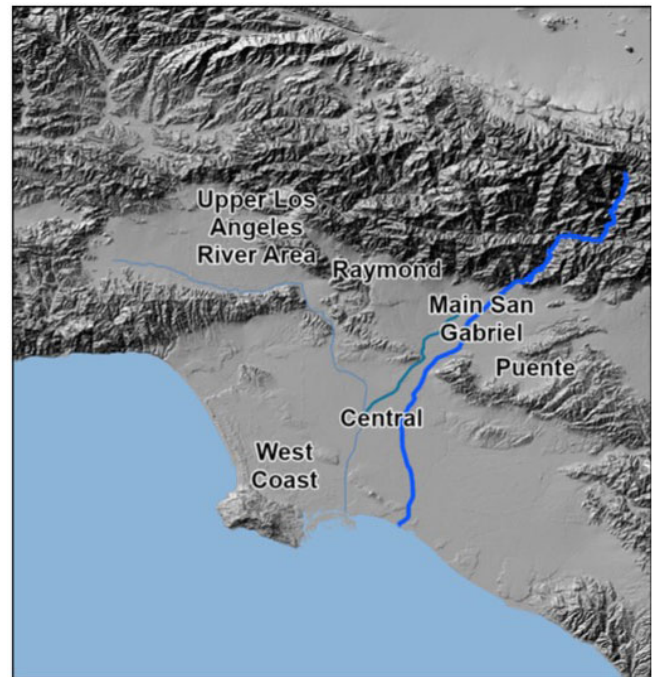 Upper Los
Angeles
River Area
Raymond
Main San
Gabriel
Puente
Central
West
Coast